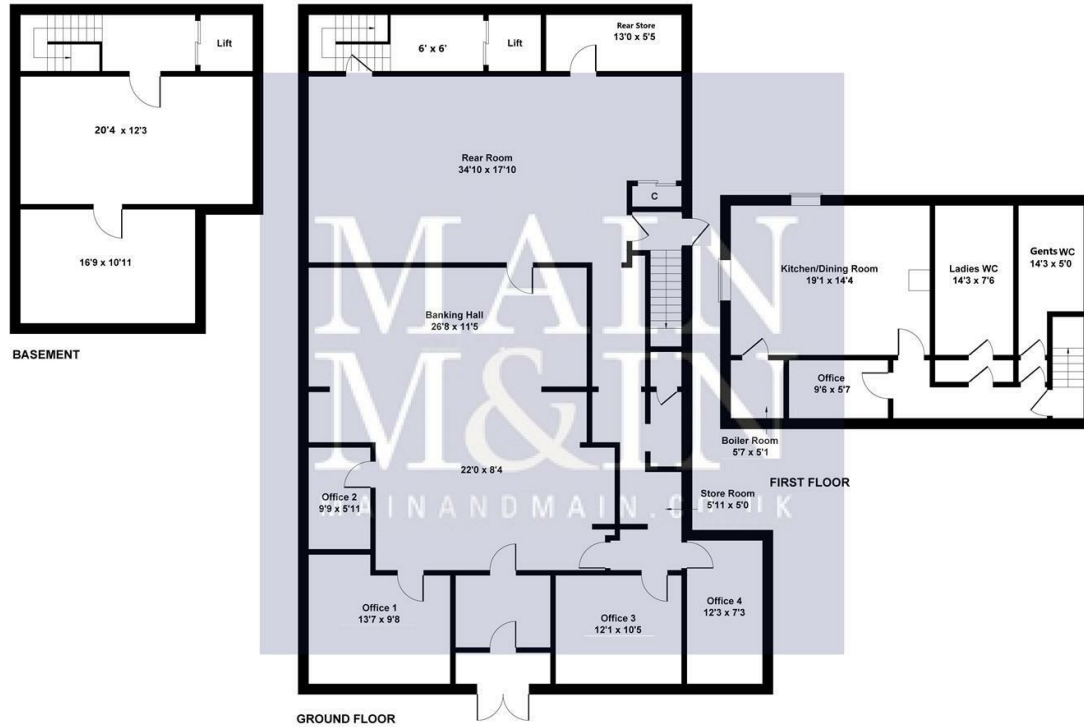 Lift
20'4 x 12'3
16'9 x 10'11
BASEMENT
6' x 6'
Lift
Rear Store
13'0 x 5'5
Rear Room
34'10 x 17'10
C
Banking Hall
26'8 x 11'5
22'0 x 8'4
Office 2
9'9 x 5'11
Store Room
5'11 x 5'0
Office 1
13'7 x 9'8
Office 3
12'1 x 10'5
Office 4
12'3 x 7'3
GROUND FLOOR
Kitchen/Dining Room
19'1 x 14'4
Ladies WC
14'3 x 7'6
Gents WC
14'3 x 5'0
Office
9'6 x 5'7
Boiler Room
5'7 x 5'1
FIRST FLOOR
MAIN
M&IN
MAINANDMAIN.CO.UK